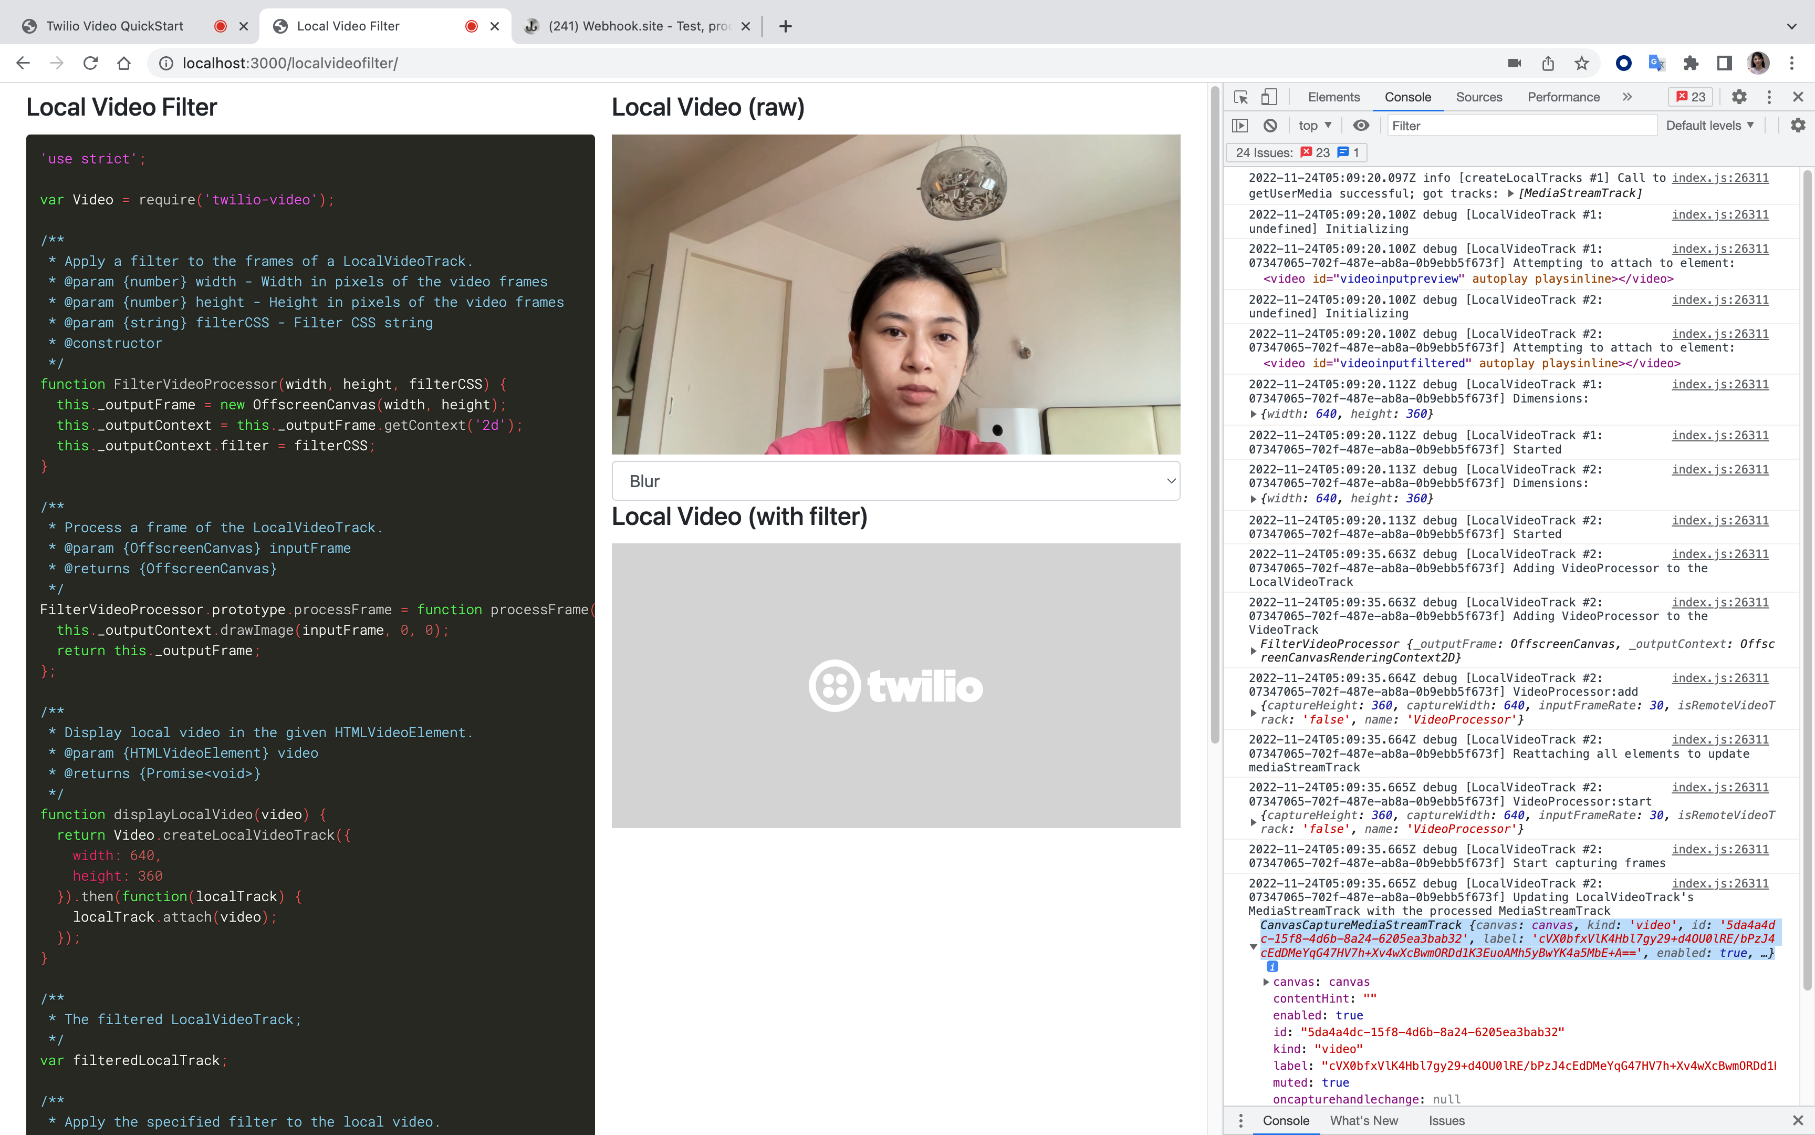 Twilio Video QuickStart
Local Video Filter
(241) Webhook.site - Test, pro
localhost:3000/localvideofilter/
Local Video Filter
'use strict';
var Video = require('twilio-video');
/**
* Apply a filter to the frames of a LocalVideoTrack.
* @param {number} width - Width in pixels of the video frames
* @param {number} height - Height in pixels of the video frames
* @param {string} filterCSS - Filter CSS string
* @constructor
*/
function FilterVideoProcessor(width, height, filterCSS) {
this._outputFrame = new OffscreenCanvas(width, height);
this._outputContext = this._outputFrame.getContext('2d');
this._outputContext.filter = filterCSS;
}
/**
* Process a frame of the LocalVideoTrack.
* @param {OffscreenCanvas} inputFrame
* @returns {OffscreenCanvas}
*/
FilterVideoProcessor.prototype.processFrame = function processFrame(
this._outputContext.drawImage(inputFrame, 0, 0);
return this._outputFrame;
};
/**
* Display local video in the given HTMLVideoElement.
* @param {HTMLVideoElement} video
* @returns {Promise<void>}
*/
function displayLocalVideo(video) {
return Video.createLocalVideoTrack({
width: 640,
height: 360
}).then(function(localTrack) {
localTrack.attach(video);
});
}
/**
* The filtered LocalVideoTrack;
*/
var filteredLocalTrack;
/**
* Apply the specified filter to the local video.
Local Video (raw)
Blur
Local Video (with filter)
twilio
Elements Console Sources Performance » 23
top Filter Default levels
24 Issues: 23 1
2022-11-24T05:09:20.097Z info [createLocalTracks #1] Call to index.js:26311
getUserMedia successful; got tracks: [MediaStreamTrack]
2022-11-24T05:09:20.100Z debug [LocalVideoTrack #1: index.js:26311
undefined] Initializing
2022-11-24T05:09:20.100Z debug [LocalVideoTrack #1: index.js:26311
07347065-702f-487e-ab8a-0b9ebb5f673f] Attempting to attach to element:
<video id="videoinputpreview" autoplay playsinline></video>
2022-11-24T05:09:20.100Z debug [LocalVideoTrack #2: index.js:26311
undefined] Initializing
2022-11-24T05:09:20.100Z debug [LocalVideoTrack #2: index.js:26311
07347065-702f-487e-ab8a-0b9ebb5f673f] Attempting to attach to element:
<video id="videoinputfiltered" autoplay playsinline></video>
2022-11-24T05:09:20.112Z debug [LocalVideoTrack #1: index.js:26311
07347065-702f-487e-ab8a-0b9ebb5f673f] Dimensions:
{width: 640, height: 360}
2022-11-24T05:09:20.112Z debug [LocalVideoTrack #1: index.js:26311
07347065-702f-487e-ab8a-0b9ebb5f673f] Started
2022-11-24T05:09:20.113Z debug [LocalVideoTrack #2: index.js:26311
07347065-702f-487e-ab8a-0b9ebb5f673f] Dimensions:
{width: 640, height: 360}
2022-11-24T05:09:20.113Z debug [LocalVideoTrack #2: index.js:26311
07347065-702f-487e-ab8a-0b9ebb5f673f] Started
2022-11-24T05:09:35.663Z debug [LocalVideoTrack #2: index.js:26311
07347065-702f-487e-ab8a-0b9ebb5f673f] Adding VideoProcessor to the
LocalVideoTrack
2022-11-24T05:09:35.663Z debug [LocalVideoTrack #2: index.js:26311
07347065-702f-487e-ab8a-0b9ebb5f673f] Adding VideoProcessor to the
VideoTrack
FilterVideoProcessor {_outputFrame: OffscreenCanvas, _outputContext: Offsc
reenCanvasRenderingContext2D}
2022-11-24T05:09:35.664Z debug [LocalVideoTrack #2: index.js:26311
07347065-702f-487e-ab8a-0b9ebb5f673f] VideoProcessor:add
{captureHeight: 360, captureWidth: 640, inputFrameRate: 30, isRemoteVideoT
rack: 'false', name: 'VideoProcessor'}
2022-11-24T05:09:35.664Z debug [LocalVideoTrack #2: index.js:26311
07347065-702f-487e-ab8a-0b9ebb5f673f] Reattaching all elements to update
mediaStreamTrack
2022-11-24T05:09:35.665Z debug [LocalVideoTrack #2: index.js:26311
07347065-702f-487e-ab8a-0b9ebb5f673f] VideoProcessor:start
{captureHeight: 360, captureWidth: 640, inputFrameRate: 30, isRemoteVideoT
rack: 'false', name: 'VideoProcessor'}
2022-11-24T05:09:35.665Z debug [LocalVideoTrack #2: index.js:26311
07347065-702f-487e-ab8a-0b9ebb5f673f] Start capturing frames
2022-11-24T05:09:35.665Z debug [LocalVideoTrack #2: index.js:26311
07347065-702f-487e-ab8a-0b9ebb5f673f] Updating LocalVideoTrack's
MediaStreamTrack with the processed MediaStreamTrack
CanvasCaptureMediaStreamTrack {canvas: canvas, kind: 'video', id: '5da4a4d
c-15f8-4d6b-8a24-6205ea3bab32', label: 'cVX0bfxVlK4Hbl7gy29+d4OU0lRE/bPzJ4
cEdDMeYqG47HV7h+Xv4wXcBwmORDd1K3EuoAMh5yBwYK4a5MbE+A==', enabled: true, …}
canvas: canvas
contentHint: ""
enabled: true
id: "5da4a4dc-15f8-4d6b-8a24-6205ea3bab32"
kind: "video"
label: "cVX0bfxVlK4Hbl7gy29+d4OU0lRE/bPzJ4cEdDMeYqG47HV7h+Xv4wXcBwmORDd1
muted: true
oncapturehandlechange: null
Console What's New Issues